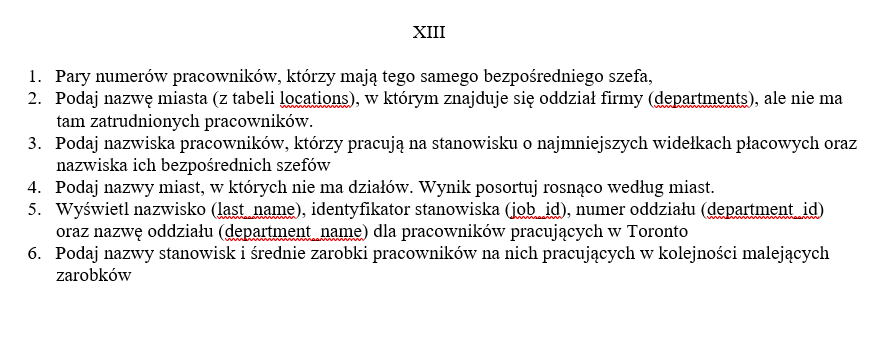 XIII
1. Pary numerów pracowników, którzy mają tego samego bezpośredniego szefa,
2. Podaj nazwę miasta (z tabeli locations), w którym znajduje się oddział firmy (departments), ale nie ma
tam zatrudnionych pracowników.
3. Podaj nazwiska pracowników, którzy pracują na stanowisku o najmniejszych widełkach płacowych oraz
nazwiska ich bezpośrednich szefów
4. Podaj nazwy miast, w których nie ma działów. Wynik posortuj rosnąco według miast.
5. Wyświetl nazwisko (last_name), identyfikator stanowiska (job_id), numer oddziału (department_id)
oraz nazwę oddziału (department_name) dla pracowników pracujących w Toronto
6. Podaj nazwy stanowisk i średnie zarobki pracowników na nich pracujących w kolejności malejących
zarobków